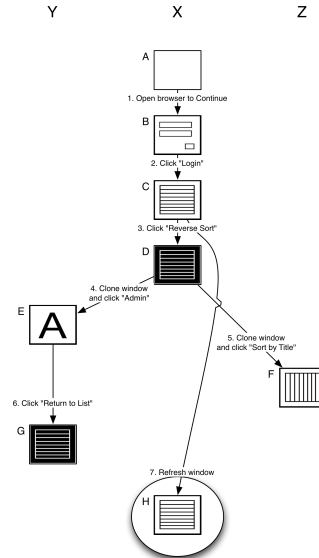 Y X Z
A
1. Open browser to Continue
B
2. Click "Login"
C
3. Click "Reverse Sort"
D
4. Clone window
and click "Admin"
E
A
5. Clone window
and click "Sort by Title"
F
6. Click "Return to List"
G
7. Refresh window
H